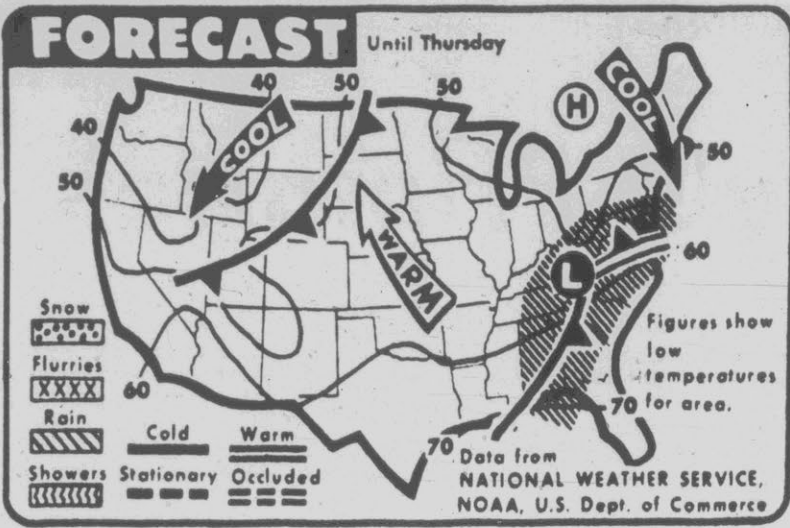 FORECAST Until Thursday
40 50 50
COOL
H
COOL
40
50
50
WARM
L
60
Snow
Flurries
XXXX
60
Rain
Showers
Cold Warm
Stationary Occluded
Figures show
low
temperatures
for area.
70
70
Data from
NATIONAL WEATHER SERVICE,
NOAA, U.S. Dept. of Commerce